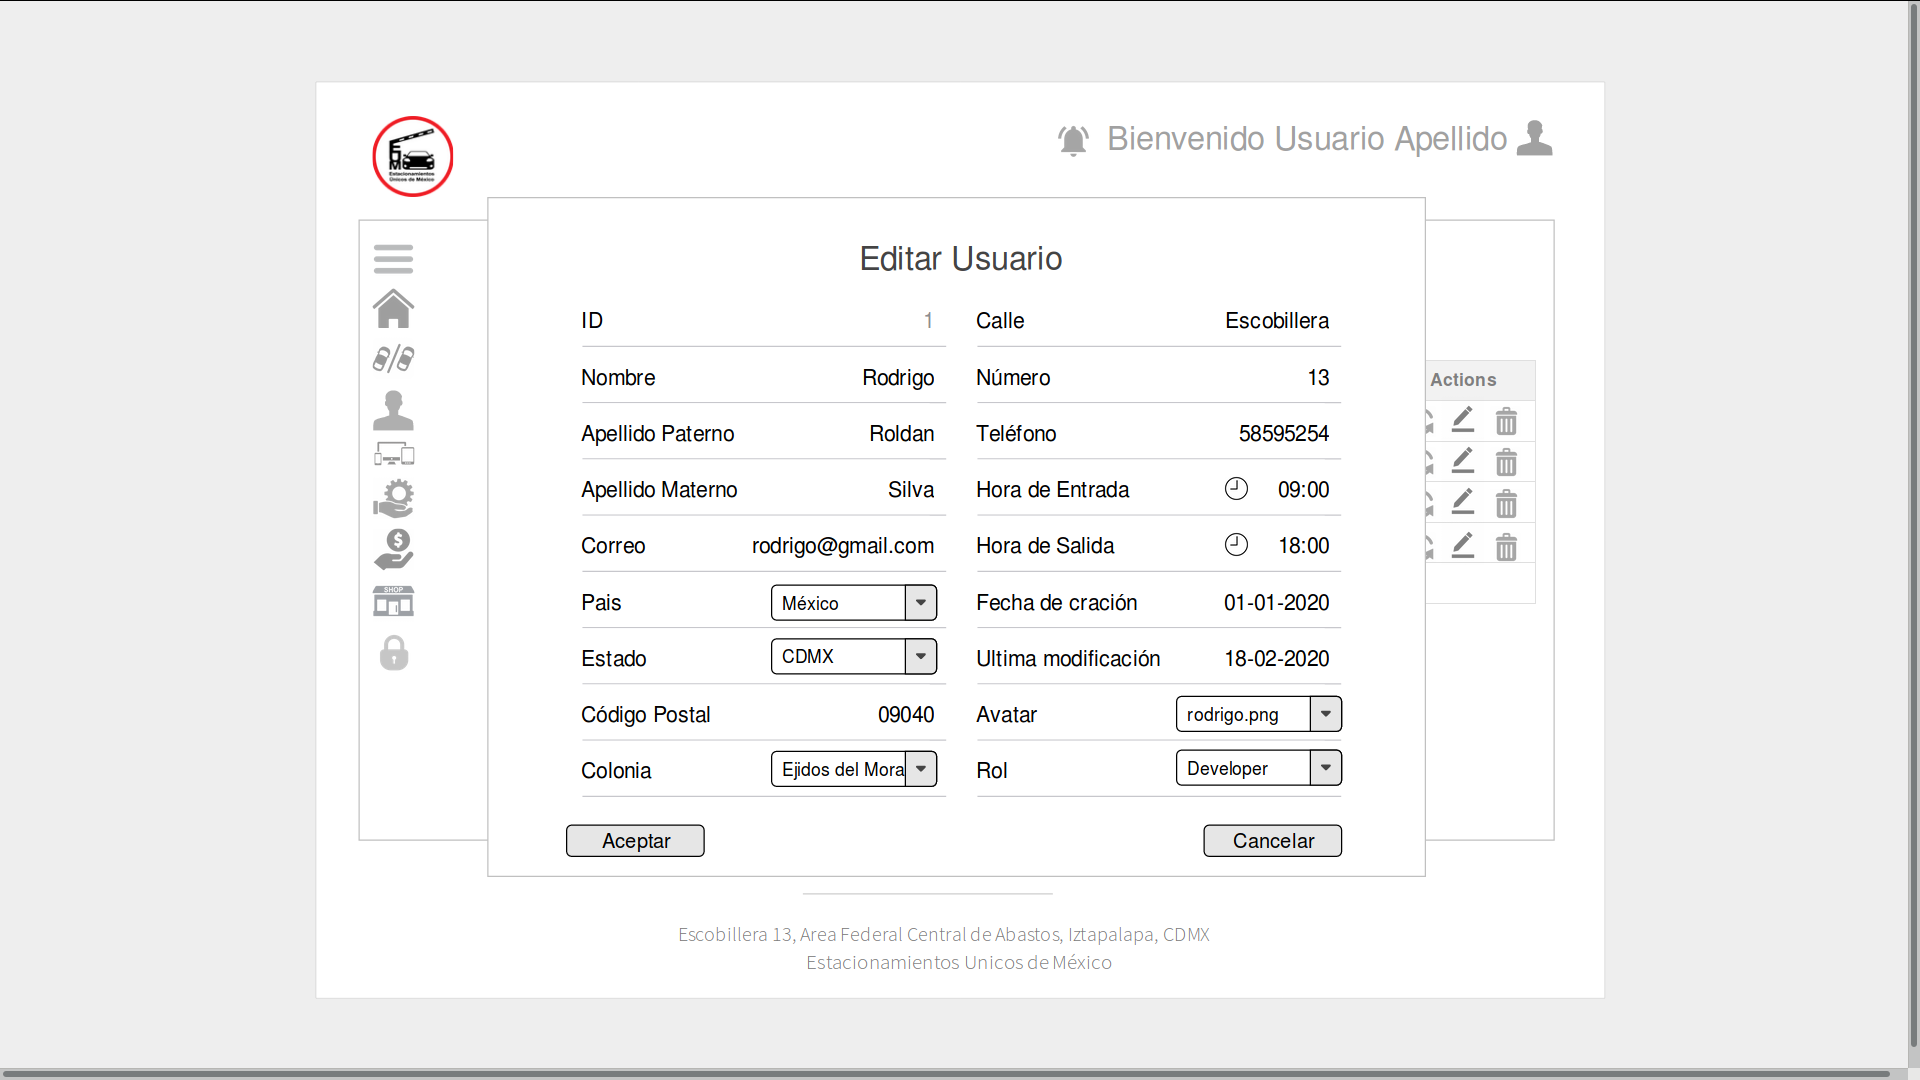 EUM
Estacionamientos
Unicos de México
Bienvenido Usuario Apellido
Editar Usuario
ID 1
Nombre Rodrigo
Apellido Paterno Roldan
Apellido Materno Silva
Correo rodrigo@gmail.com
Pais México
Estado CDMX
Código Postal 09040
Colonia Ejidos del Mora
Calle Escobillera
Número 13
Teléfono 58595254
Hora de Entrada 09:00
Hora de Salida 18:00
Fecha de cración 01-01-2020
Ultima modificación 18-02-2020
Avatar rodrigo.png
Rol Developer
Aceptar
Cancelar
Actions
SHOP
Escobillera 13, Area Federal Central de Abastos, Iztapalapa, CDMX
Estacionamientos Unicos de México